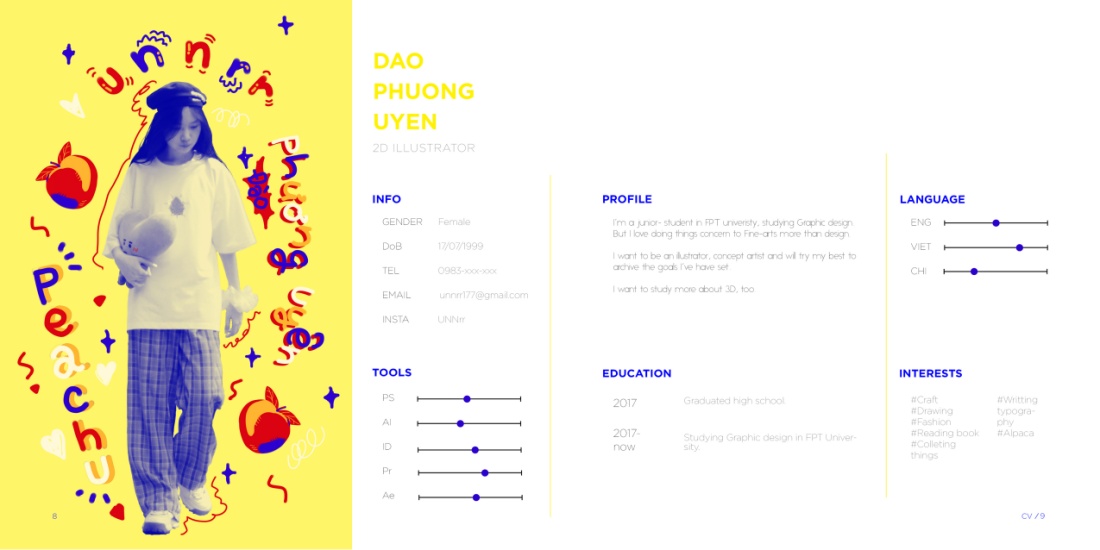 unnrr
Phuong uyen
Peachu
8
DAO
PHUONG
UYEN
2D ILLUSTRATOR
INFO
GENDER Female
DoB 17/07/1999
TEL 0983-xxx-xxx
EMAIL unnrr177@gmail.com
INSTA UNNrr
TOOLS
PS
AI
ID
Pr
Ae
PROFILE
I'm a junior- student in FPT university, studying Graphic design.
But I love doing things concern to Fine-arts more than design.
I want to be an illustrator, concept artist and will try my best to
archive the goals I've have set
I want to study more about 3D, too.
EDUCATION
2017 Graduated high school.
2017-
now
Studying Graphic design in FPT Univer-
sity.
LANGUAGE
ENG
VIET
CHI
INTERESTS
#Craft
#Drawing
#Fashion
#Reading book
#Colleting
things
#Writting
typogra-
phy
#Alpaca
CV / 9